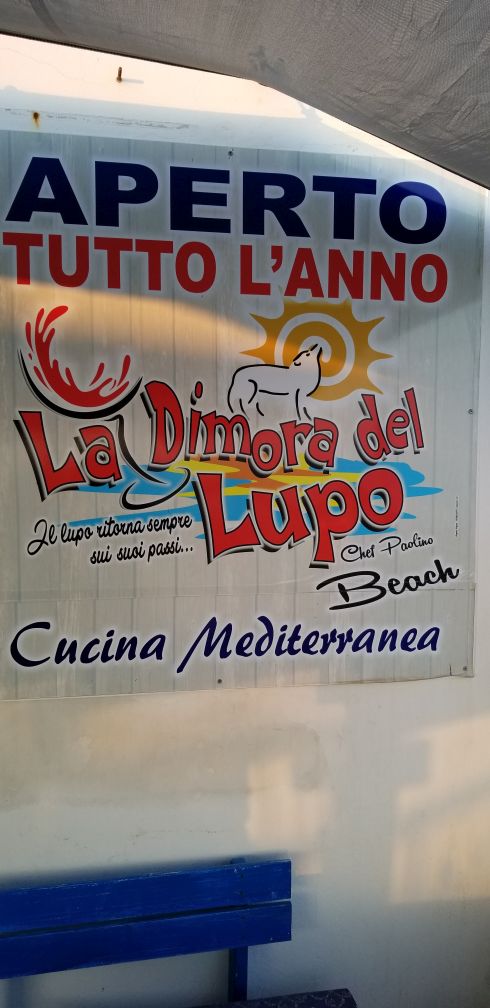 APERTO
TUTTO L'ANNO
La Dimora del
Lupo
Il lupo ritorna sempre
sui suoi passi...
Chef Paolino
Beach
Cucina Mediterranea